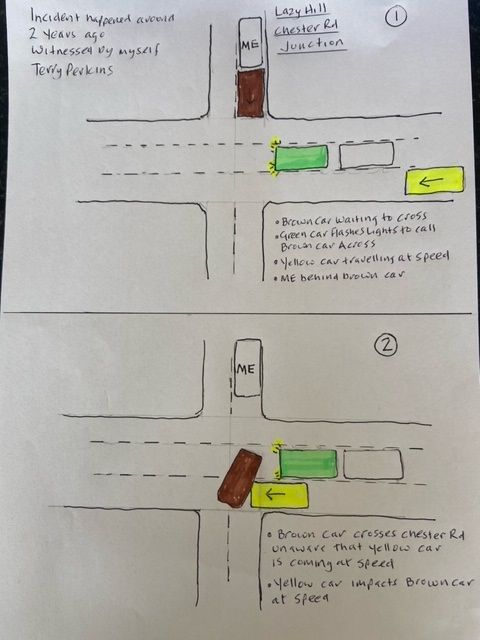 Incident happened around
2 Years ago
Witnessed by myself
Terry Perkins
Lazy Hill
Chester Rd
Junction
1
ME
• Brown Car Waiting to Cross
• Green Car Flashes Lights to call
Brown car Across
• Yellow car travelling at speed
• ME behind brown car
2
ME
• Brown car crosses Chester Rd
unaware that Yellow car
is coming at speed
• Yellow car impacts Brown car
at speed